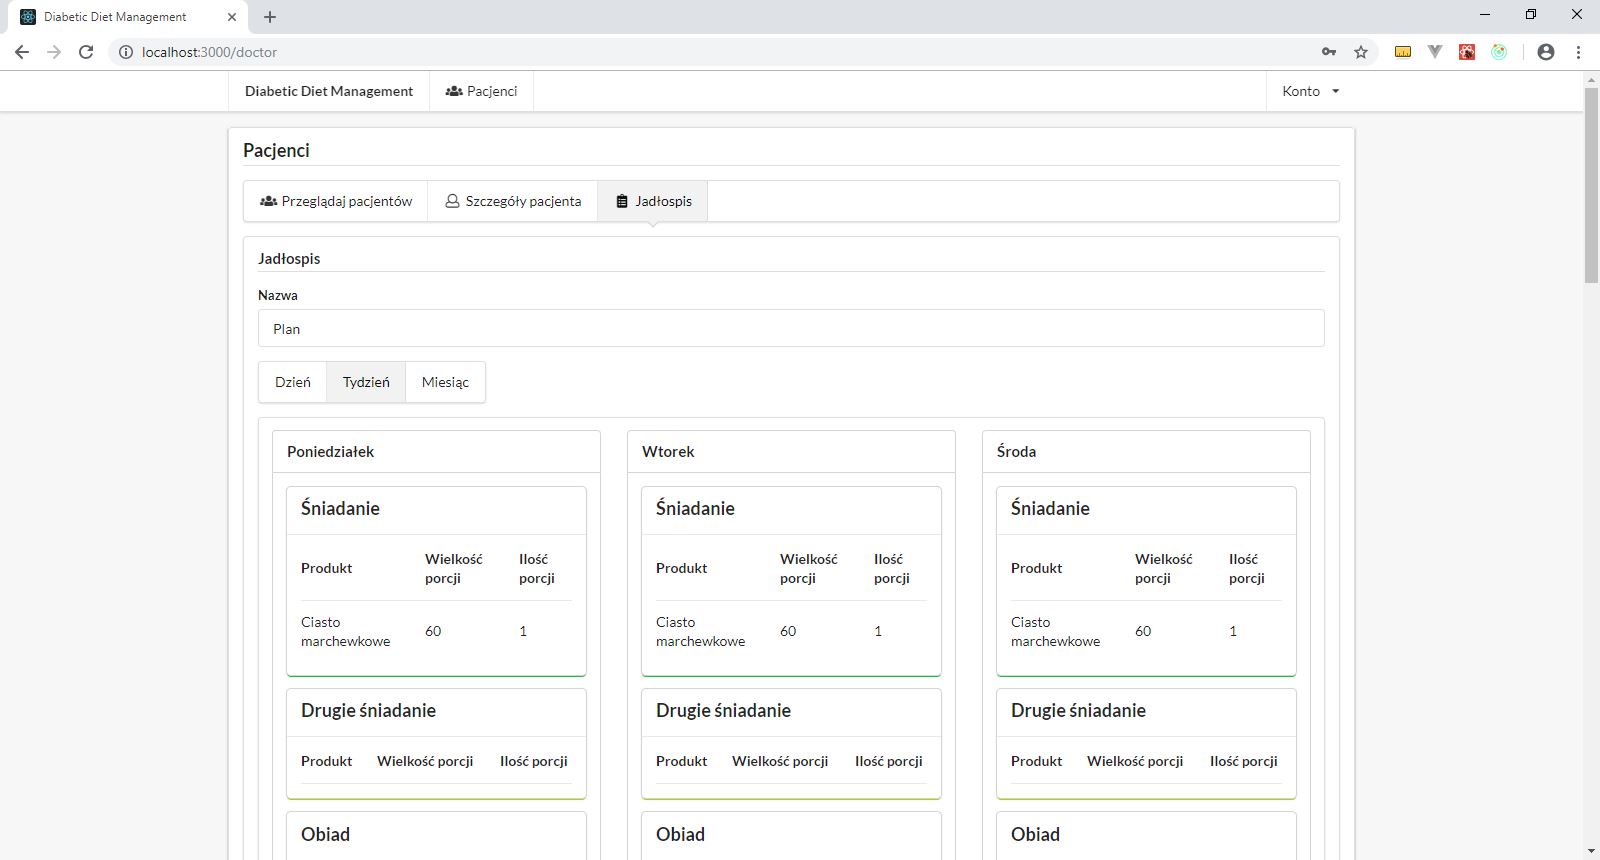 Diabetic Diet Management
localhost:3000/doctor
Diabetic Diet Management Pacjenci Konto
Pacjenci
Przeglądaj pacjentów Szczegóły pacjenta Jadłospis
Jadłospis
Nazwa
Plan
Dzień Tydzień Miesiąc
Poniedziałek
Śniadanie
Produkt Wielkość porcji Ilość porcji
Ciasto marchewkowe 60 1
Drugie śniadanie
Produkt Wielkość porcji Ilość porcji
Obiad
Wtorek
Śniadanie
Produkt Wielkość porcji Ilość porcji
Ciasto marchewkowe 60 1
Drugie śniadanie
Produkt Wielkość porcji Ilość porcji
Obiad
Środa
Śniadanie
Produkt Wielkość porcji Ilość porcji
Ciasto marchewkowe 60 1
Drugie śniadanie
Produkt Wielkość porcji Ilość porcji
Obiad